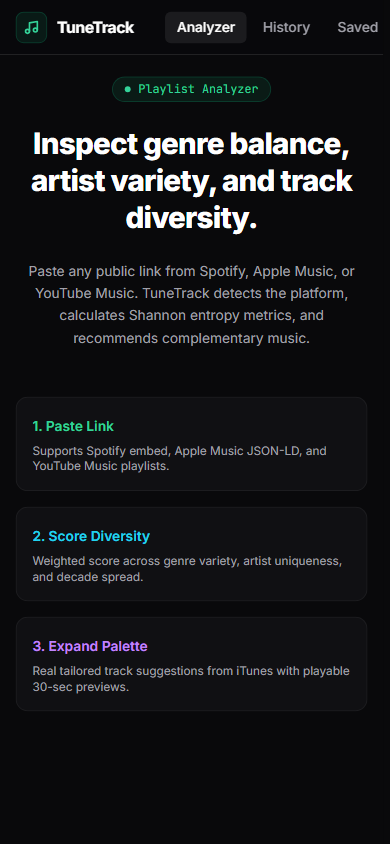 TuneTrack Analyzer History Saved
Playlist Analyzer
Inspect genre balance,
artist variety, and track
diversity.
Paste any public link from Spotify, Apple Music, or
YouTube Music. TuneTrack detects the platform,
calculates Shannon entropy metrics, and
recommends complementary music.
1. Paste Link
Supports Spotify embed, Apple Music JSON-LD, and
YouTube Music playlists.
2. Score Diversity
Weighted score across genre variety, artist uniqueness,
and decade spread.
3. Expand Palette
Real tailored track suggestions from iTunes with playable
30-sec previews.